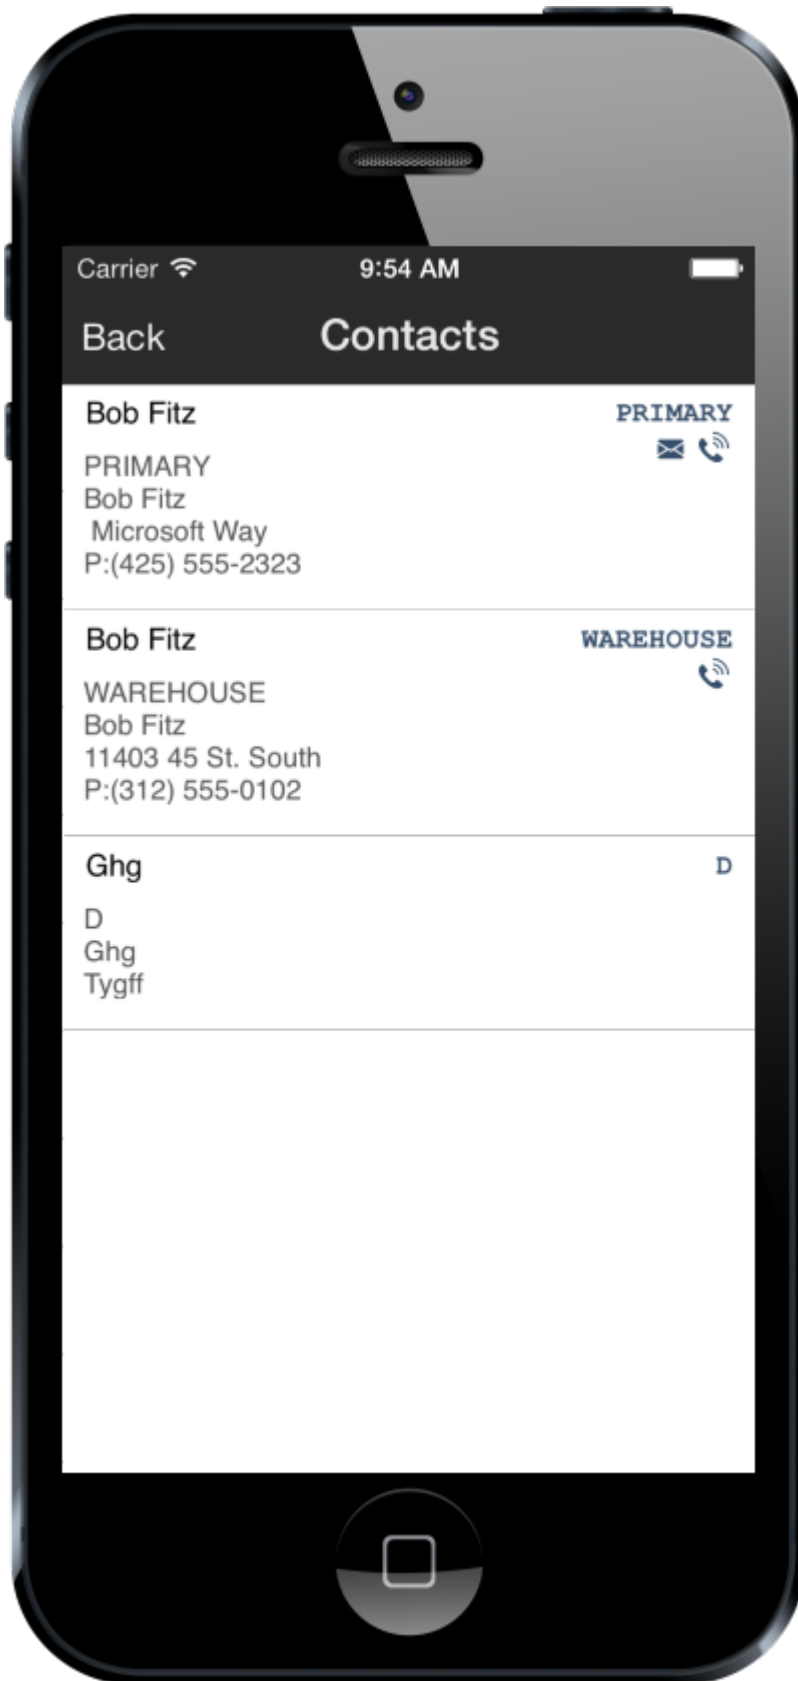 Carrier 9:54 AM
Back Contacts
Bob Fitz PRIMARY
PRIMARY
Bob Fitz
Microsoft Way
P:(425) 555-2323
Bob Fitz WAREHOUSE
WAREHOUSE
Bob Fitz
11403 45 St. South
P:(312) 555-0102
Ghg D
D
Ghg
Tygff